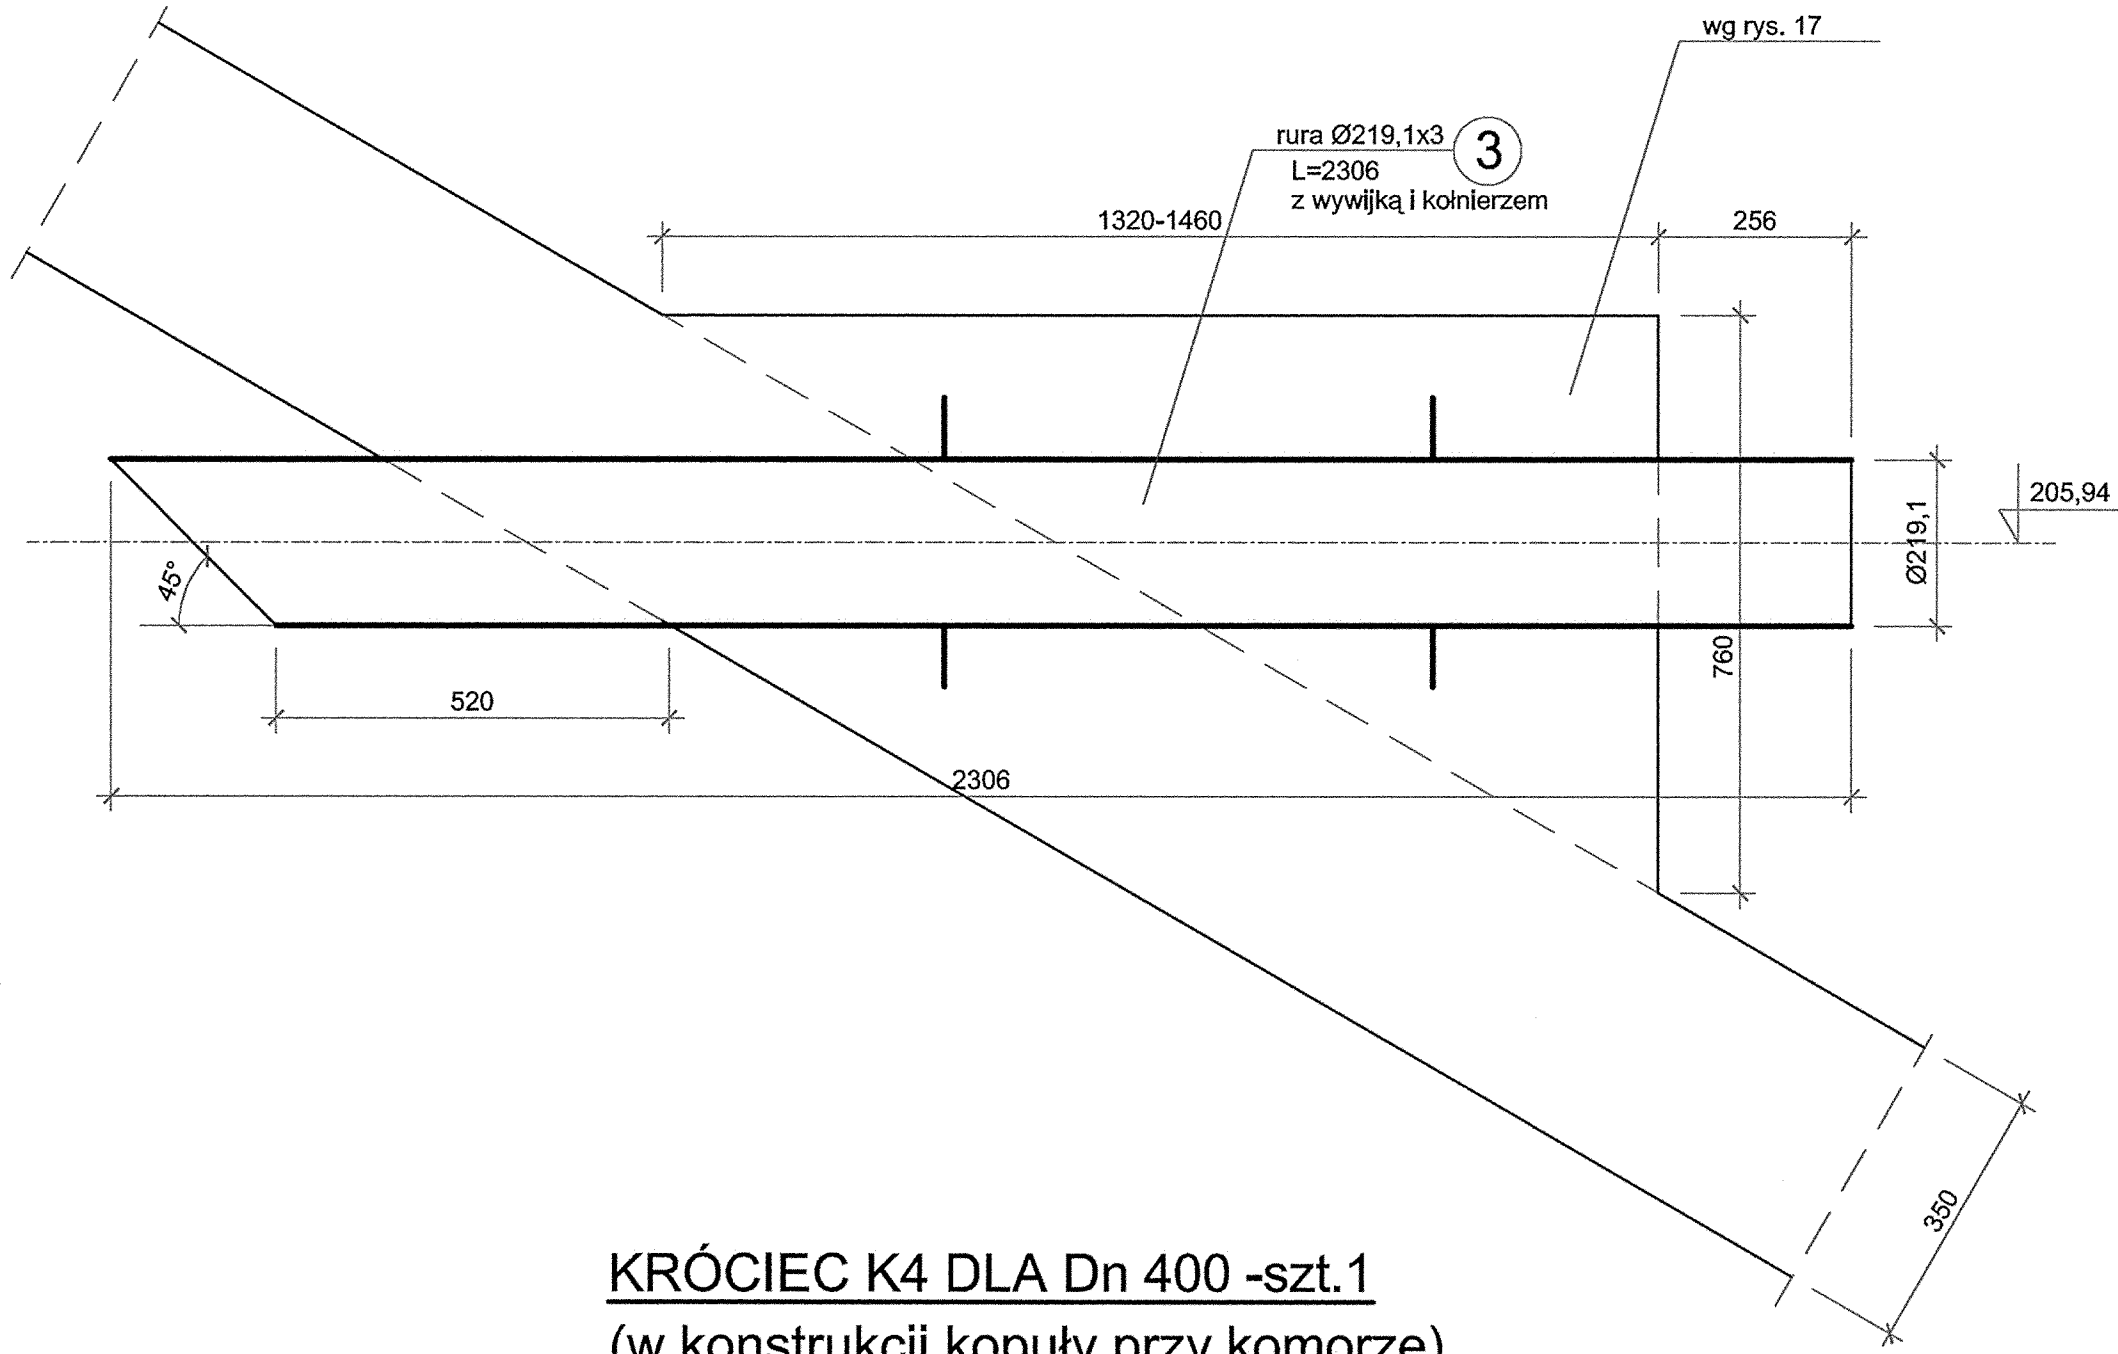 wg rys. 17
rura Ø219,1x3
3
L=2306
z wywijką i kołnierzem
1320-1460
256
205,94
Ø219,1
45°
760
520
2306
350
KRÓCIEC K4 DLA Dn 400 -szt.1
(w konstrukcji kopuły przy komorze)